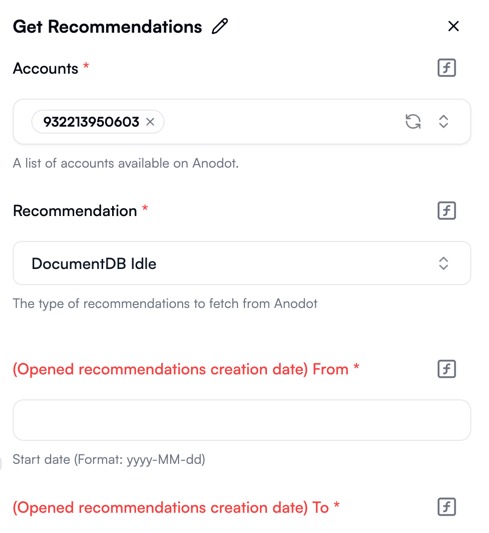 Get Recommendations
Accounts *
932213950603
A list of accounts available on Anodot.
Recommendation *
DocumentDB Idle
The type of recommendations to fetch from Anodot
(Opened recommendations creation date) From *
Start date (Format: yyyy-MM-dd)
(Opened recommendations creation date) To *